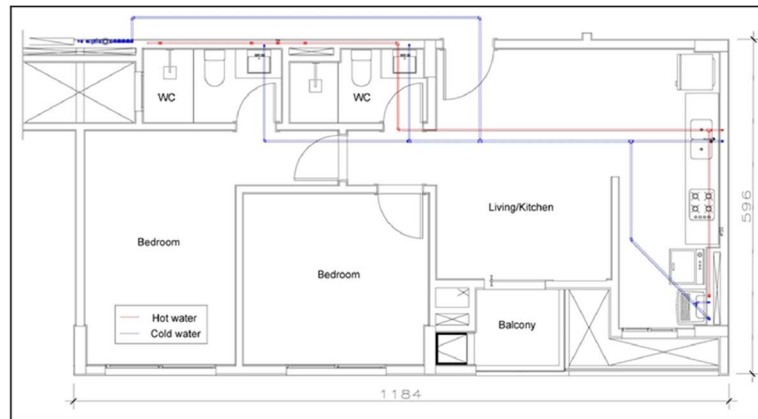 WC
WC
Living/Kitchen
Bedroom
Bedroom
Hot water
Cold water
Balcony
596
1184